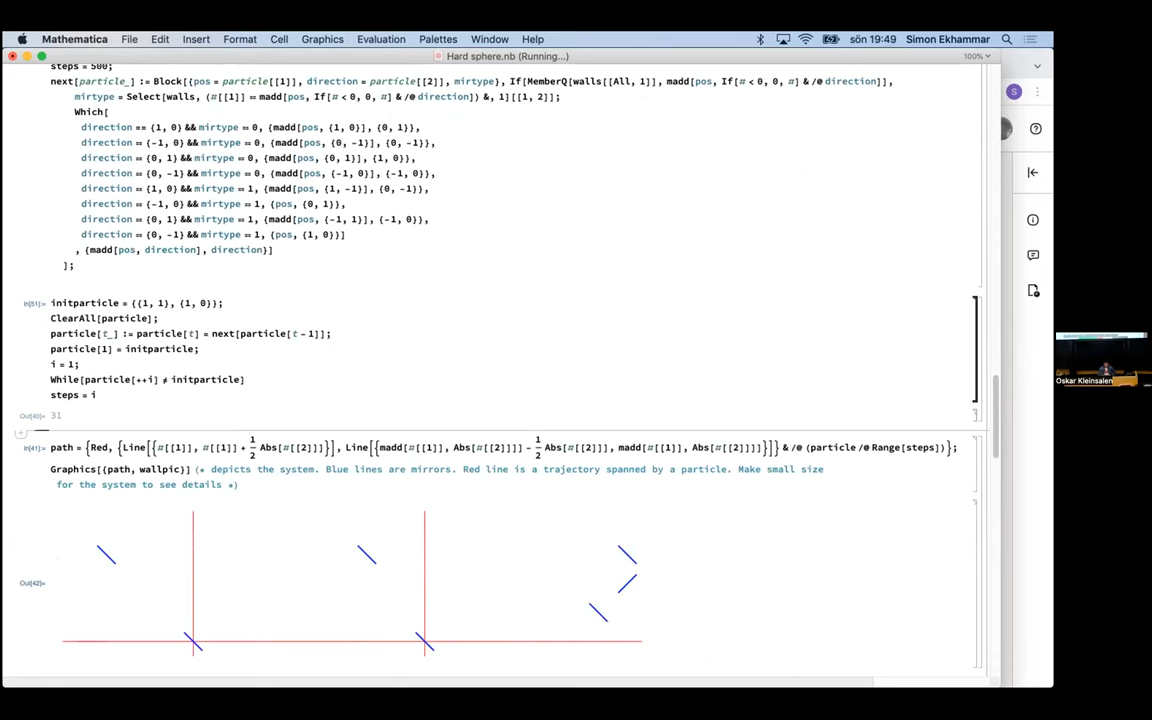 Mathematica File Edit Insert Format Cell Graphics Evaluation Palettes Window Help sön 19:49 Simon Ekhammar
Hard sphere.nb (Running...) 100%
steps = 500;
next[particle_] := Block[{pos = particle[[1]], direction = particle[[2]], mirtype}, If[MemberQ[walls[[All, 1]], madd[pos, If[# < 0, 0, #] & /@ direction]],
mirtype = Select[walls, (#[[1]] == madd[pos, If[# < 0, 0, #] & /@ direction]) &, 1][[1, 2]];
Which[
direction == {1, 0} && mirtype == 0, {madd[pos, {1, 0}], {0, 1}},
direction == {-1, 0} && mirtype == 0, {madd[pos, {0, -1}], {0, -1}},
direction == {0, 1} && mirtype == 0, {madd[pos, {0, 1}], {1, 0}},
direction == {0, -1} && mirtype == 0, {madd[pos, {-1, 0}], {-1, 0}},
direction == {1, 0} && mirtype == 1, {madd[pos, {1, -1}], {0, -1}},
direction == {-1, 0} && mirtype == 1, {pos, {0, 1}},
direction == {0, 1} && mirtype == 1, {madd[pos, {-1, 1}], {-1, 0}},
direction == {0, -1} && mirtype == 1, {pos, {1, 0}}]
, {madd[pos, direction], direction}]
];
In[51]:= initparticle = {{1, 1}, {1, 0}};
ClearAll[particle];
particle[t_] := particle[t] = next[particle[t - 1]];
particle[1] = initparticle;
i = 1;
While[particle[++i] ≠ initparticle]
steps = i
Out[40]= 31
In[41]:= path = {Red, {Line[{#[[1]], #[[1]] + 1/2 Abs[#[[2]]]}], Line[{madd[#[[1]], Abs[#[[2]]]] - 1/2 Abs[#[[2]]], madd[#[[1]], Abs[#[[2]]]]}]} & /@ (particle /@ Range[steps])};
Graphics[{path, wallpic}] (* depicts the system. Blue lines are mirrors. Red line is a trajectory spanned by a particle. Make small size
for the system to see details *)
Out[42]=
S
Oskar Kleinsalen